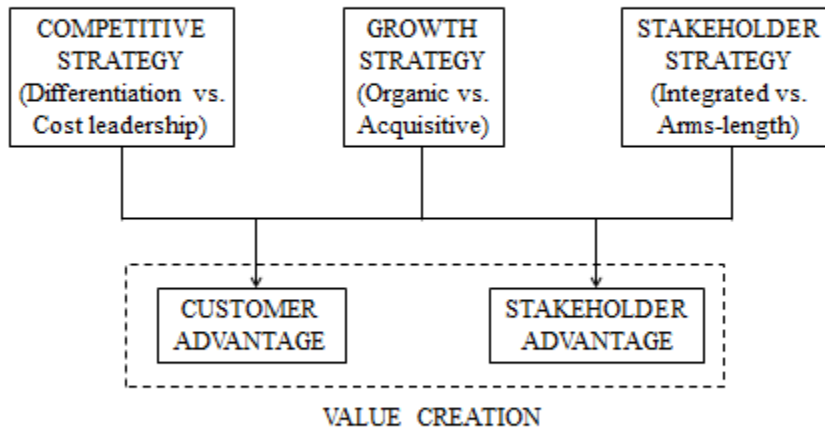 COMPETITIVE
STRATEGY
(Differentiation vs.
Cost leadership)
GROWTH
STRATEGY
(Organic vs.
Acquisitive)
STAKEHOLDER
STRATEGY
(Integrated vs.
Arms-length)
CUSTOMER
ADVANTAGE
STAKEHOLDER
ADVANTAGE
VALUE CREATION